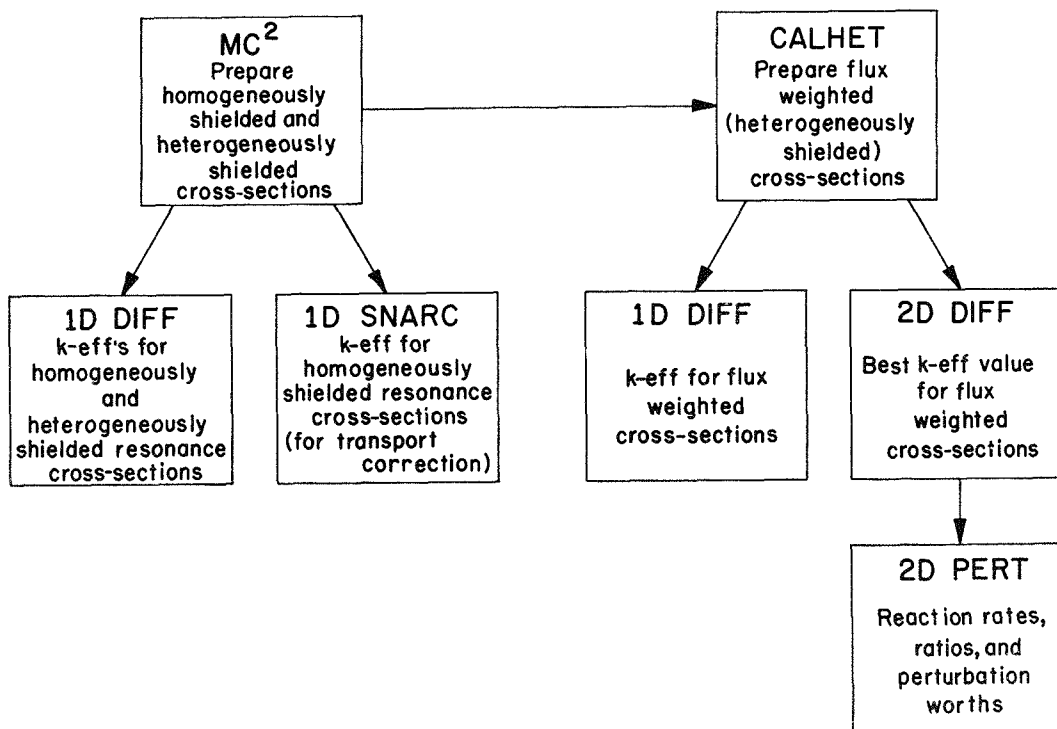 MC²
Prepare
homogeneously
shielded and
heterogeneously
shielded
cross-sections
CALHET
Prepare flux
weighted
(heterogeneously
shielded)
cross-sections
1D DIFF
k-eff's for
homogeneously
and
heterogeneously
shielded resonance
cross-sections
1D SNARC
k-eff for
homogeneously
shielded resonance
cross-sections
(for transport
correction)
1D DIFF
k-eff for flux
weighted
cross-sections
2D DIFF
Best k-eff value
for flux
weighted
cross-sections
2D PERT
Reaction rates,
ratios, and
perturbation
worths